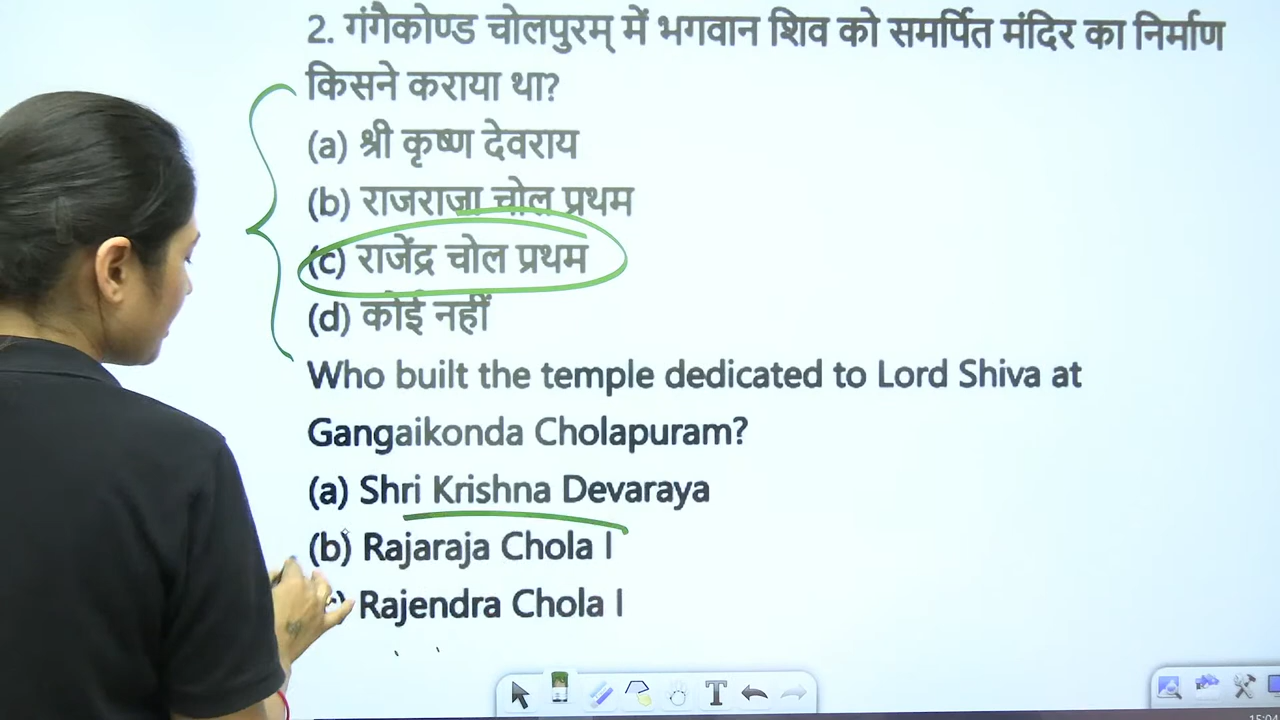 2. गंगैकोण्ड चोलपुरम् में भगवान शिव को समर्पित मंदिर का निर्माण
किसने कराया था?
(a) श्री कृष्ण देवराय
(b) राजराजा चोल प्रथम
(c) राजेंद्र चोल प्रथम
(d) कोई नहीं
Who built the temple dedicated to Lord Shiva at
Gangaikonda Cholapuram?
(a) Shri Krishna Devaraya
(b) Rajaraja Chola I
Rajendra Chola I